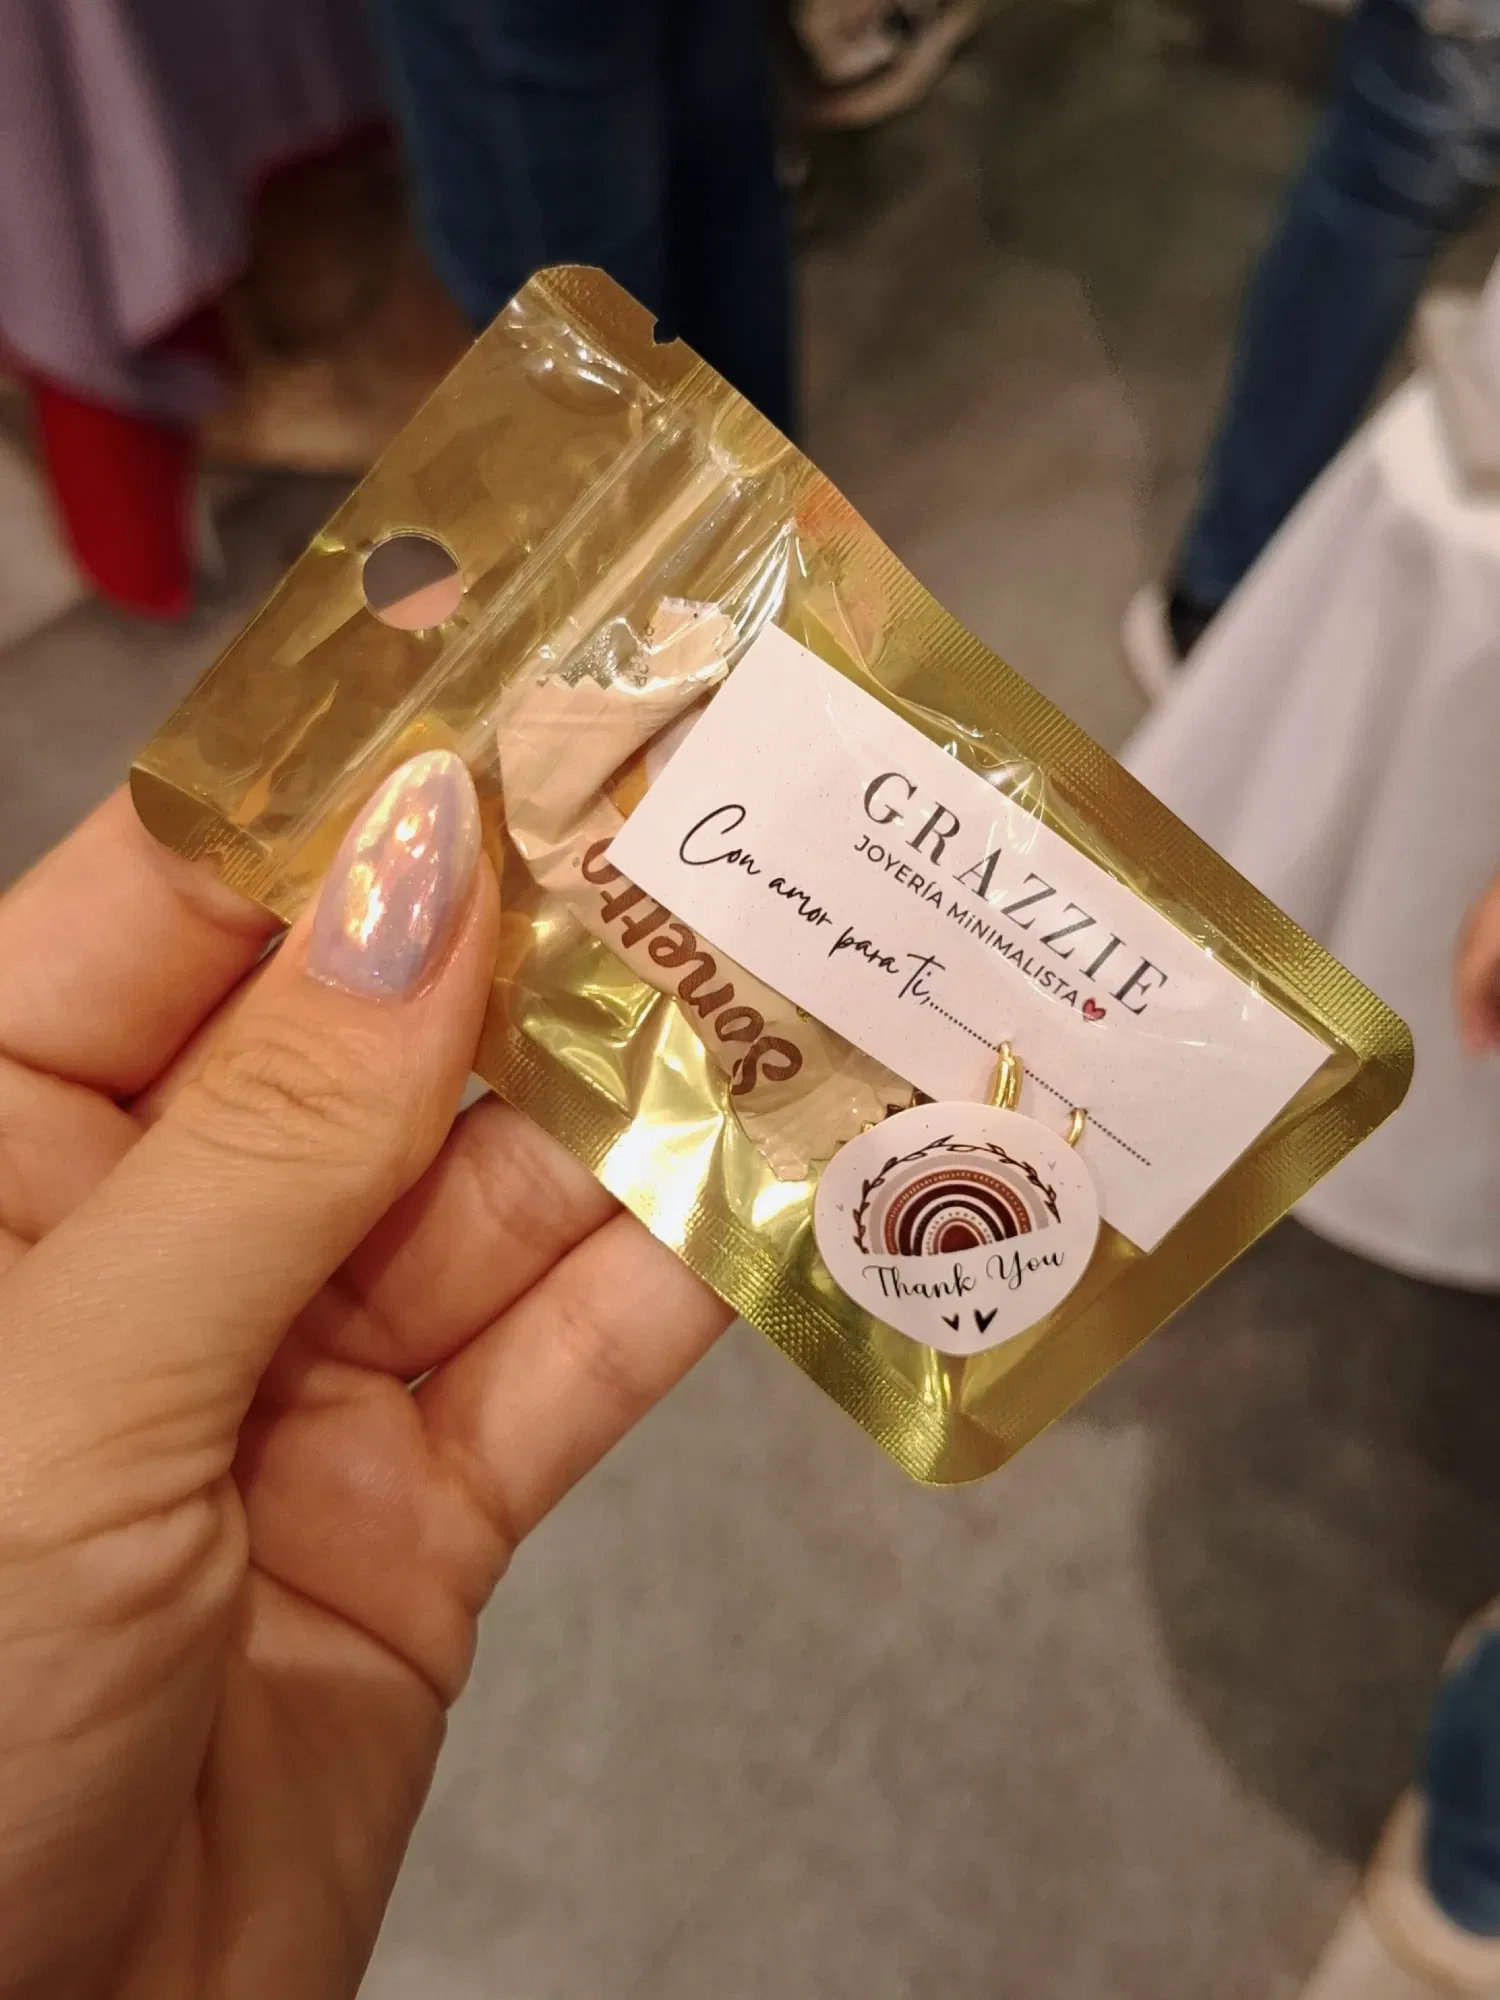 GRAZZIE
JOYERÍA MiNIMALISTA
Con amor para Ti,
Sonetto
Thank You